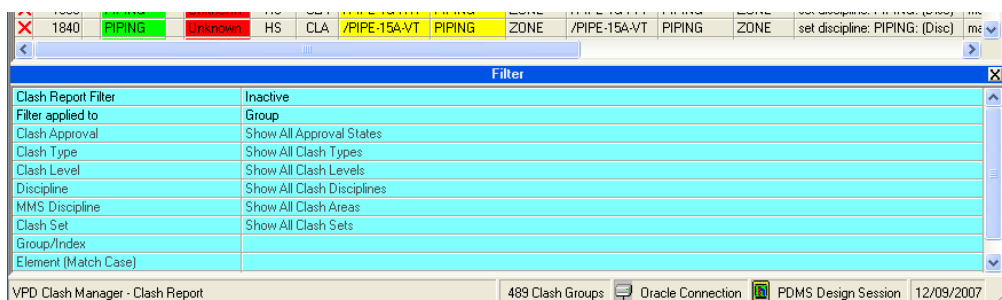 1840 PIPING Unknown HS CLA /PIPE-15A-VT PIPING ZONE /PIPE-15A-VT PIPING ZONE set discipline: PIPING: (Disc)
Filter
Clash Report Filter Inactive
Filter applied to Group
Clash Approval Show All Approval States
Clash Type Show All Clash Types
Clash Level Show All Clash Levels
Discipline Show All Clash Disciplines
MMS Discipline Show All Clash Areas
Clash Set Show All Clash Sets
Group/Index
Element (Match Case)
VPD Clash Manager - Clash Report 489 Clash Groups Oracle Connection PDMS Design Session 12/09/2007